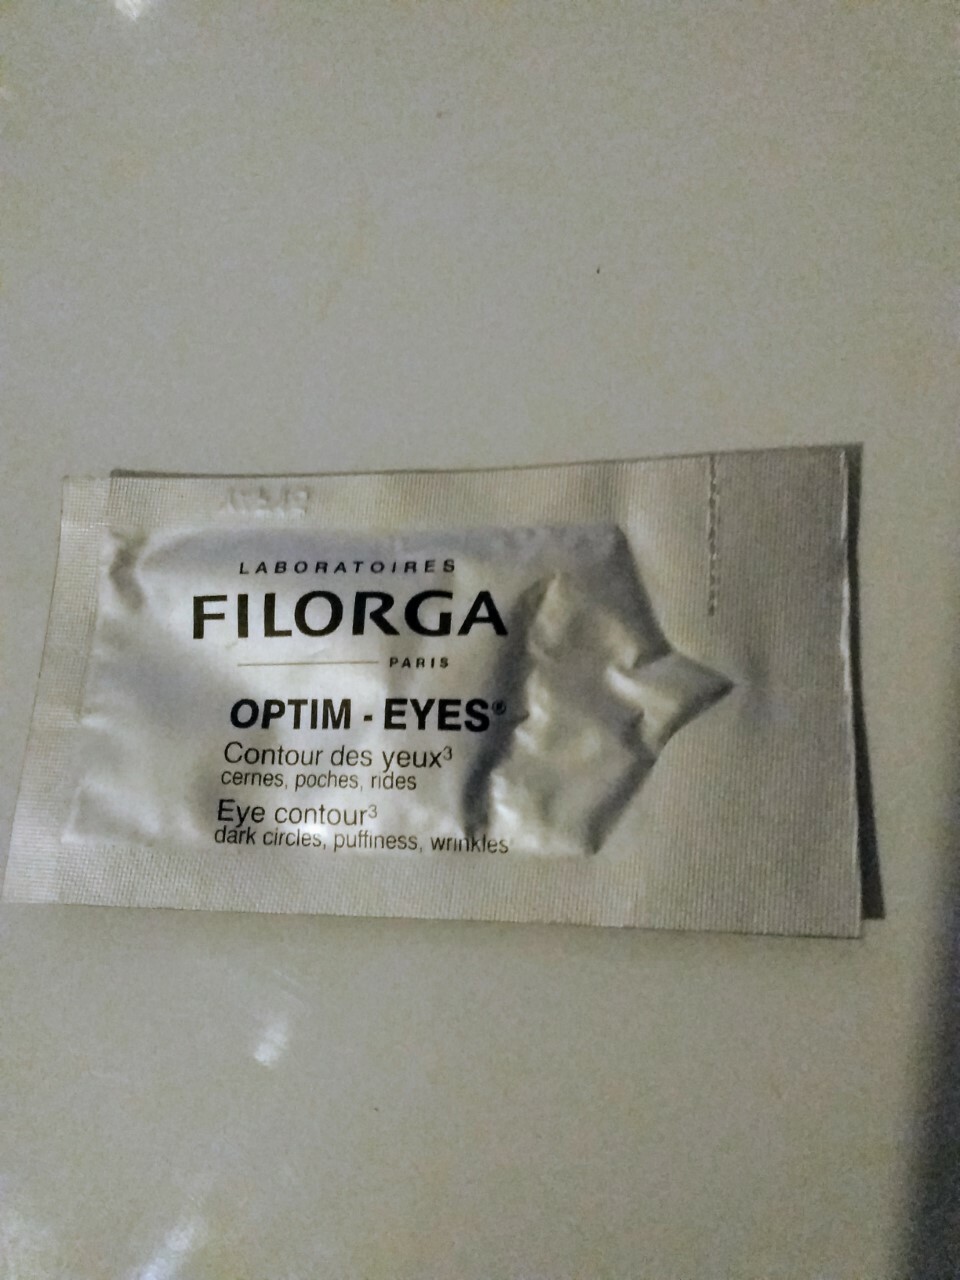 LABORATOIRES
FILORGA
PARIS
OPTIM - EYES®
Contour des yeux³
cernes, poches, rides
Eye contour³
dark circles, puffiness, wrinkles